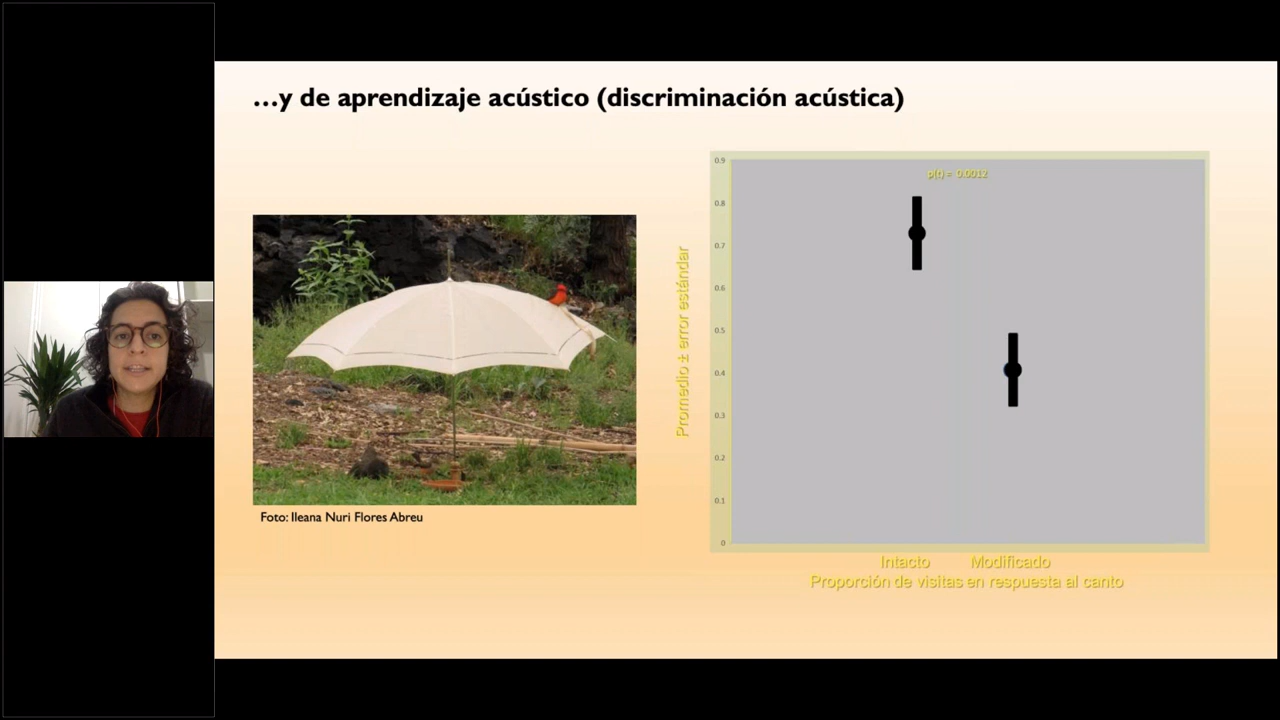 …y de aprendizaje acústico (discriminación acústica)
Foto: Ileana Nuri Flores Abreu
Promedio ± error estándar
0.9
0.8
0.7
0.6
0.5
0.4
0.3
0.2
0.1
0
p(t) = 0.0012
Intacto Modificado
Proporción de visitas en respuesta al canto